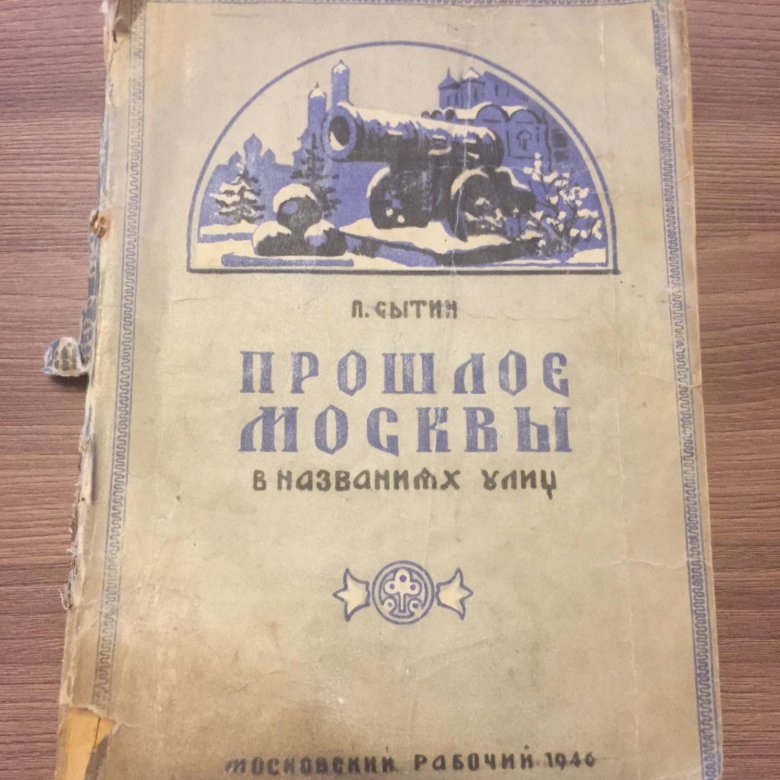 П. СЫТИН
ПРОШЛОЕ
МОСКВЫ
В НАЗВАНИЯХ УЛИЦ
МОСКОВСКИЙ РАБОЧИЙ 1946